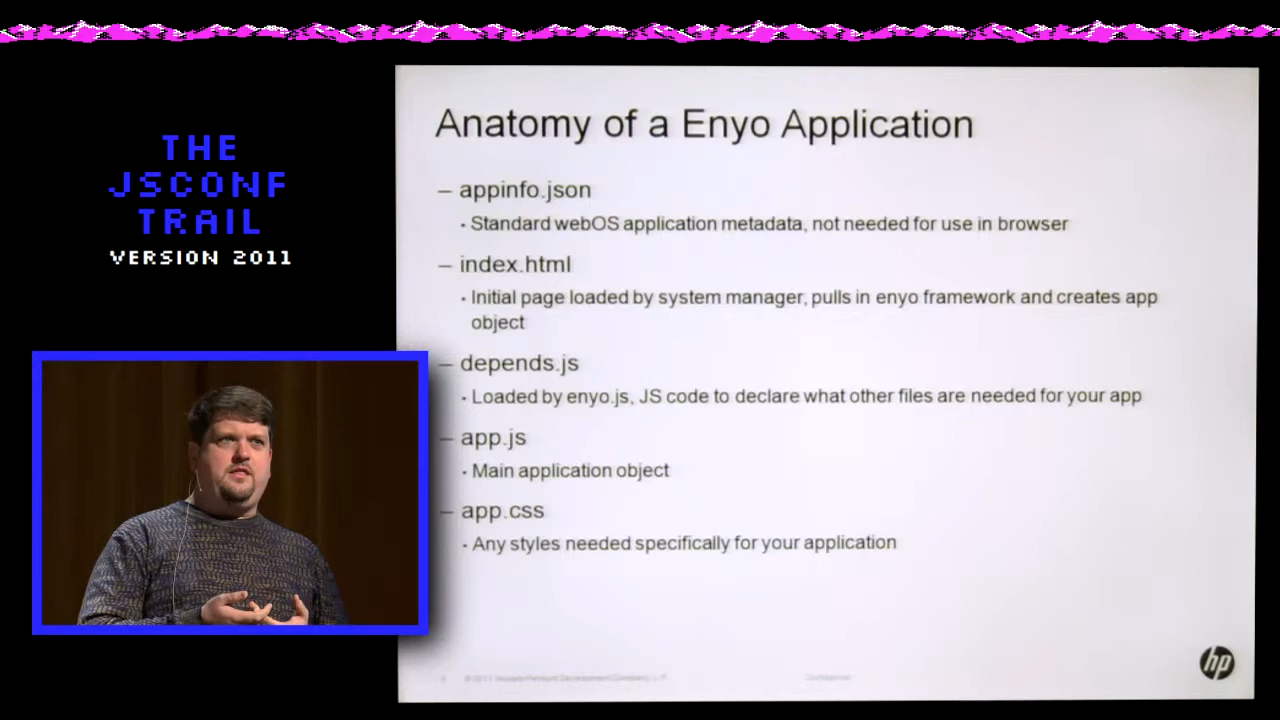 THE
JSCONF
TRAIL
VERSION 2011
Anatomy of a Enyo Application
– appinfo.json
• Standard webOS application metadata, not needed for use in browser
– index.html
• Initial page loaded by system manager, pulls in enyo framework and creates app
object
– depends.js
• Loaded by enyo.js, JS code to declare what other files are needed for your app
– app.js
• Main application object
– app.css
• Any styles needed specifically for your application
hp